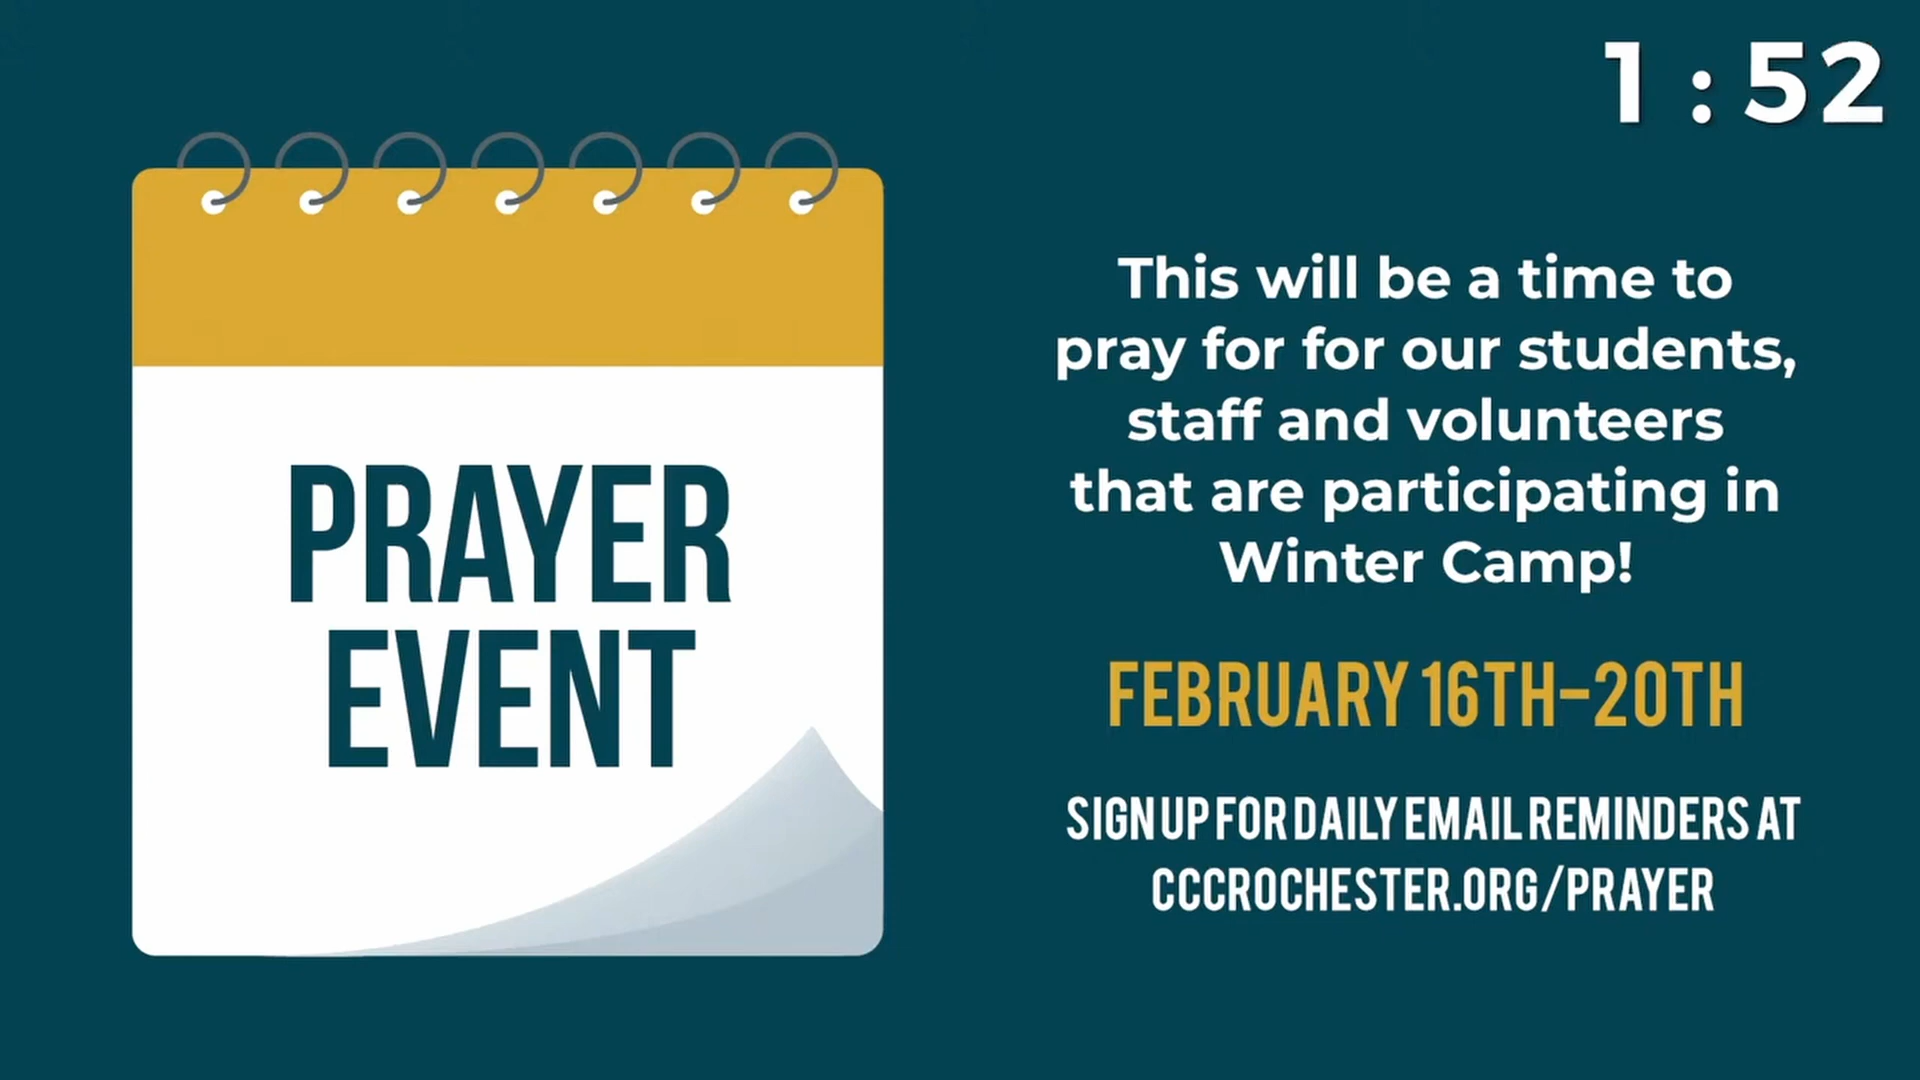 1:52
PRAYER
EVENT
This will be a time to
pray for for our students,
staff and volunteers
that are participating in
Winter Camp!
FEBRUARY 16TH-20TH
SIGN UP FOR DAILY EMAIL REMINDERS AT
CCCROCHESTER.ORG/PRAYER